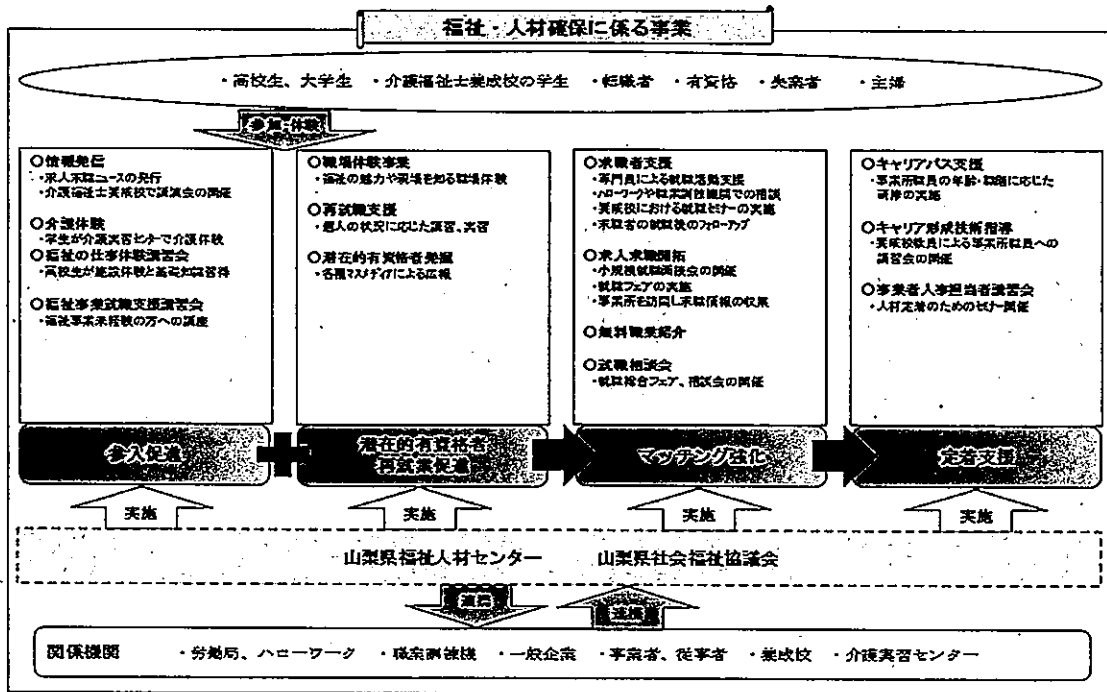 福祉・人材確保に係る事業
・高校生、大学生 ・介護福祉士養成校の学生 ・転職者 ・有資格 ・失業者 ・主婦
参加・体験
○情報発信
・求人求職ニュースの発行
・介護福祉士養成校で講演会の開催
○介護体験
・学生が介護実習センターで介護体験
○福祉の仕事体験講習会
・高校生が施設体験と基礎知識習得
○福祉事業就職支援講習会
・福祉事業未経験の方への講座
○職場体験事業
・福祉の魅力や現場を知る職場体験
○再就職支援
・個人の状況に応じた講習、実習
○潜在的有資格者発掘
・各種マスメディアによる広報
○求職者支援
・専門員による就職活動支援
・ハローワークや職業訓練機関での相談
・養成校における就職セミナーの実施
・求職者の就職後のフォローアップ
○求人求職開拓
・小規模就職面接会の開催
・就職フェアの実施
・事業所を訪問し求職情報の収集
○無料職業紹介
○就職相談会
・就職総合フェア、相談会の開催
○キャリアパス支援
・事業所職員の年齢・職階に応じた
研修の実施
○キャリア形成技術指導
・養成校教員による事業所職員への
講習会の開催
○事業者人事担当者講習会
・人材定着のためのセミナー開催
参入促進
潜在的有資格者
再就業促進
マッチング強化
定着支援
実施
実施
実施
実施
山梨県福祉人材センター 山梨県社会福祉協議会
連携
連携
関係機関 ・労働局、ハローワーク ・職業訓練機 ・一般企業 ・事業者、従事者 ・養成校 ・介護実習センター